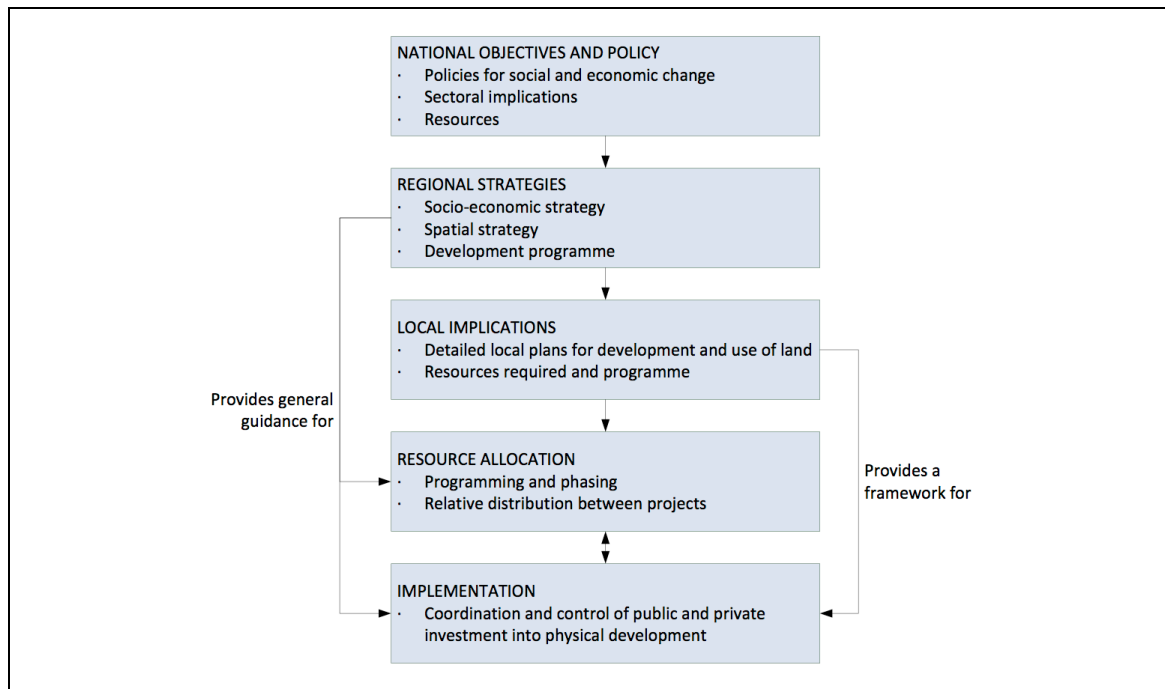 NATIONAL OBJECTIVES AND POLICY
· Policies for social and economic change
· Sectoral implications
· Resources
REGIONAL STRATEGIES
· Socio-economic strategy
· Spatial strategy
· Development programme
LOCAL IMPLICATIONS
· Detailed local plans for development and use of land
· Resources required and programme
Provides general
guidance for
RESOURCE ALLOCATION
· Programming and phasing
· Relative distribution between projects
Provides a
framework for
IMPLEMENTATION
· Coordination and control of public and private
investment into physical development